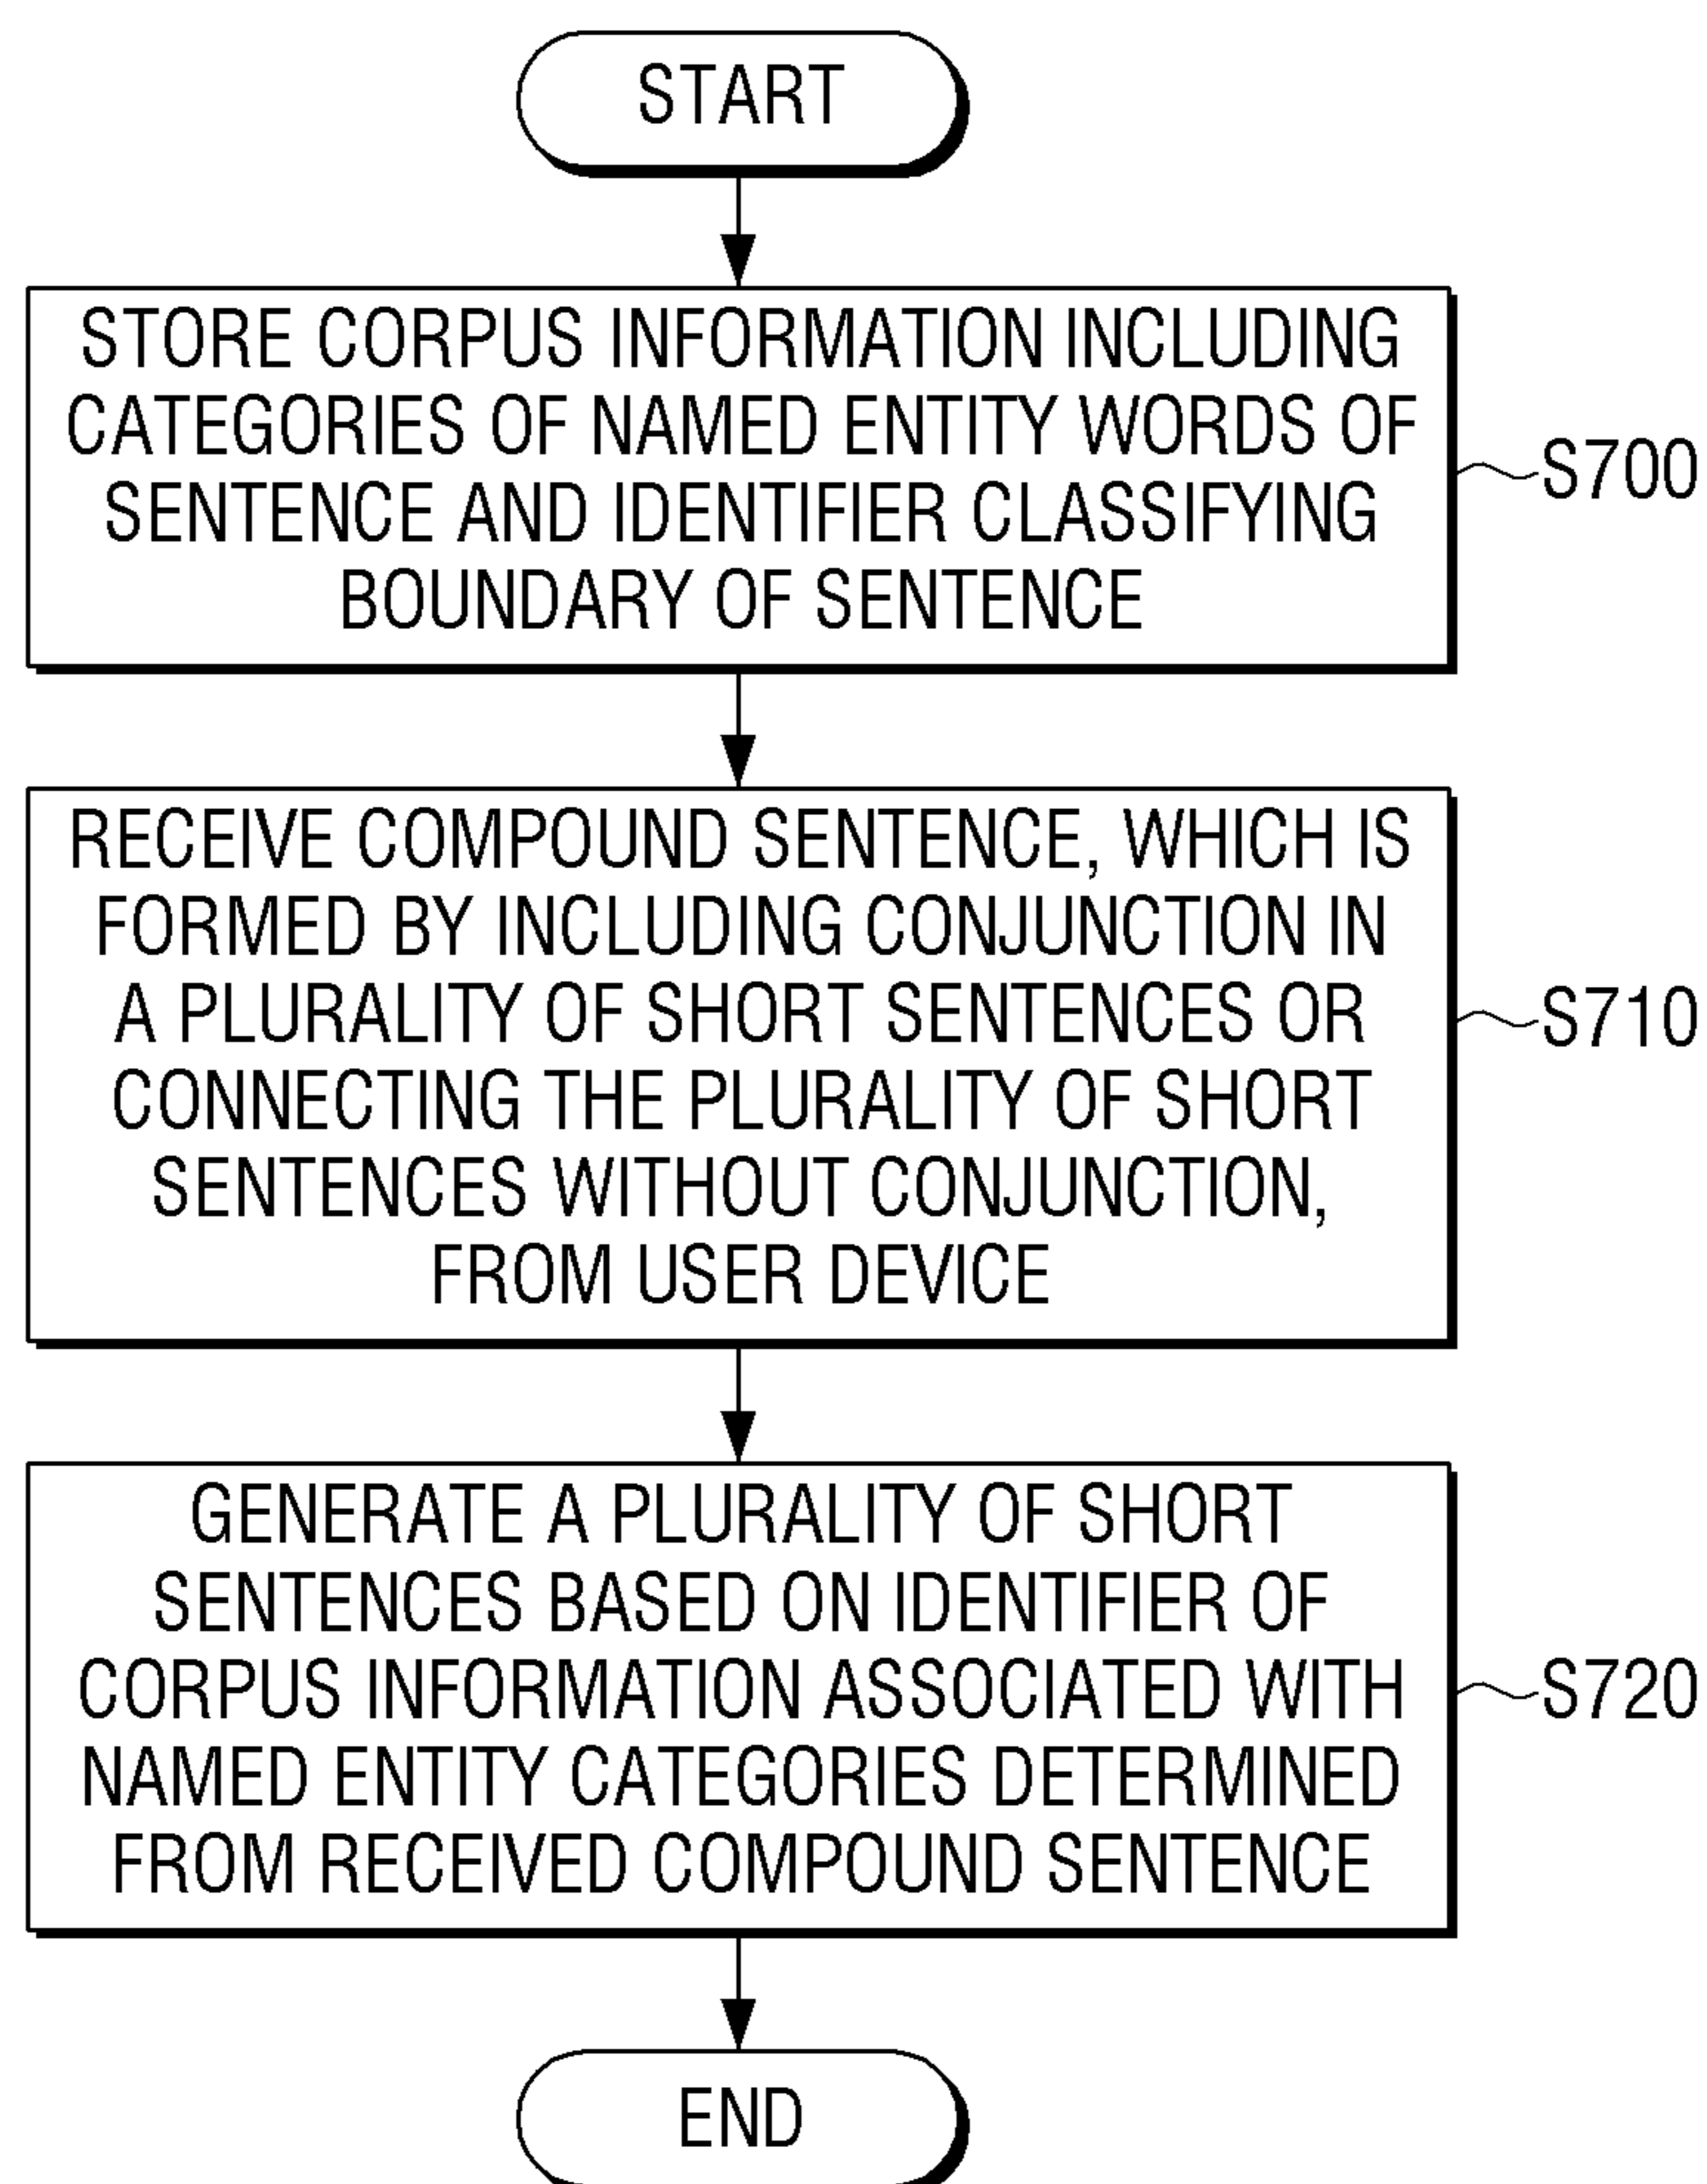 START
STORE CORPUS INFORMATION INCLUDING
CATEGORIES OF NAMED ENTITY WORDS OF
SENTENCE AND IDENTIFIER CLASSIFYING
BOUNDARY OF SENTENCE
S700
RECEIVE COMPOUND SENTENCE, WHICH IS
FORMED BY INCLUDING CONJUNCTION IN
A PLURALITY OF SHORT SENTENCES OR
CONNECTING THE PLURALITY OF SHORT
SENTENCES WITHOUT CONJUNCTION,
FROM USER DEVICE
S710
GENERATE A PLURALITY OF SHORT
SENTENCES BASED ON IDENTIFIER OF
CORPUS INFORMATION ASSOCIATED WITH
NAMED ENTITY CATEGORIES DETERMINED
FROM RECEIVED COMPOUND SENTENCE
S720
END